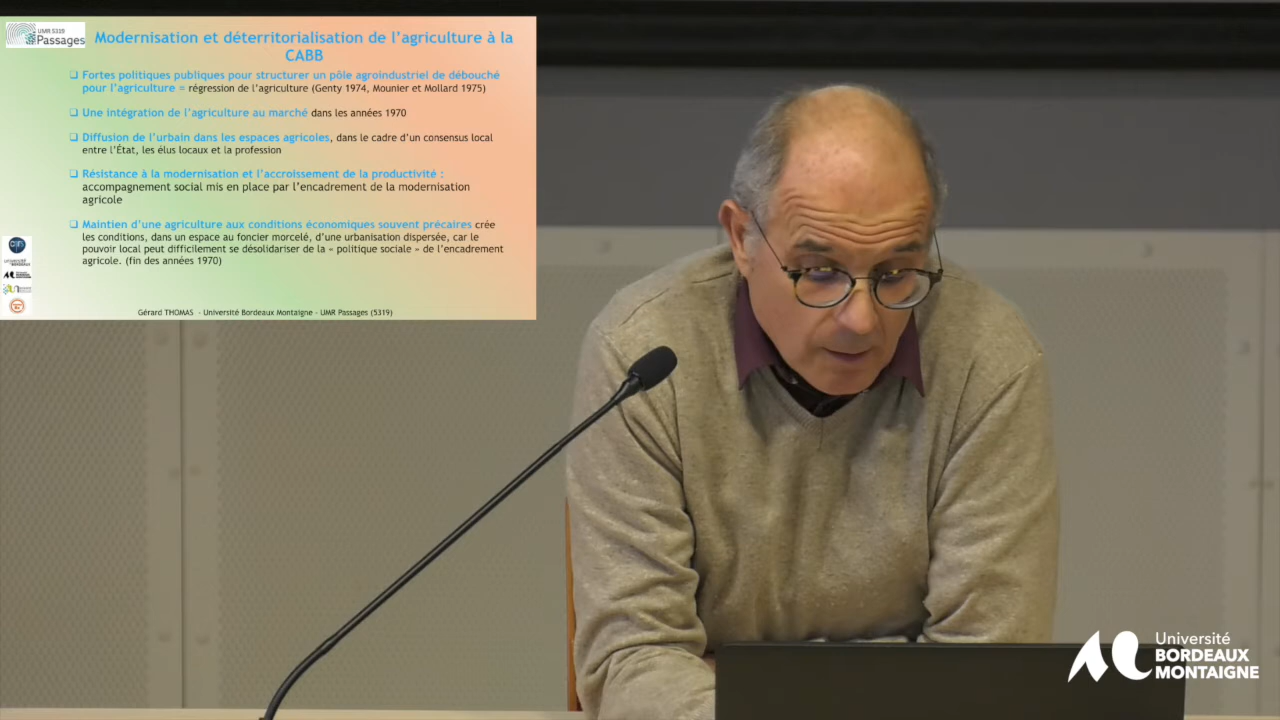 UMR 5319
Passages
Modernisation et déterritorialisation de l'agriculture à la
CABB
❑ Fortes politiques publiques pour structurer un pôle agroindustriel de débouché
pour l'agriculture = régression de l'agriculture (Genty 1974, Mounier et Mollard 1975)
❑ Une intégration de l'agriculture au marché dans les années 1970
❑ Diffusion de l'urbain dans les espaces agricoles, dans le cadre d'un consensus local
entre l'État, les élus locaux et la profession
❑ Résistance à la modernisation et l'accroissement de la productivité :
accompagnement social mis en place par l'encadrement de la modernisation
agricole
❑ Maintien d'une agriculture aux conditions économiques souvent précaires crée
les conditions, dans un espace au foncier morcelé, d'une urbanisation dispersée, car le
pouvoir local peut difficilement se désolidariser de la « politique sociale » de l'encadrement
agricole. (fin des années 1970)
Gérard THOMAS - Université Bordeaux Montaigne - UMR Passages (5319)
Université
BORDEAUX
MONTAIGNE